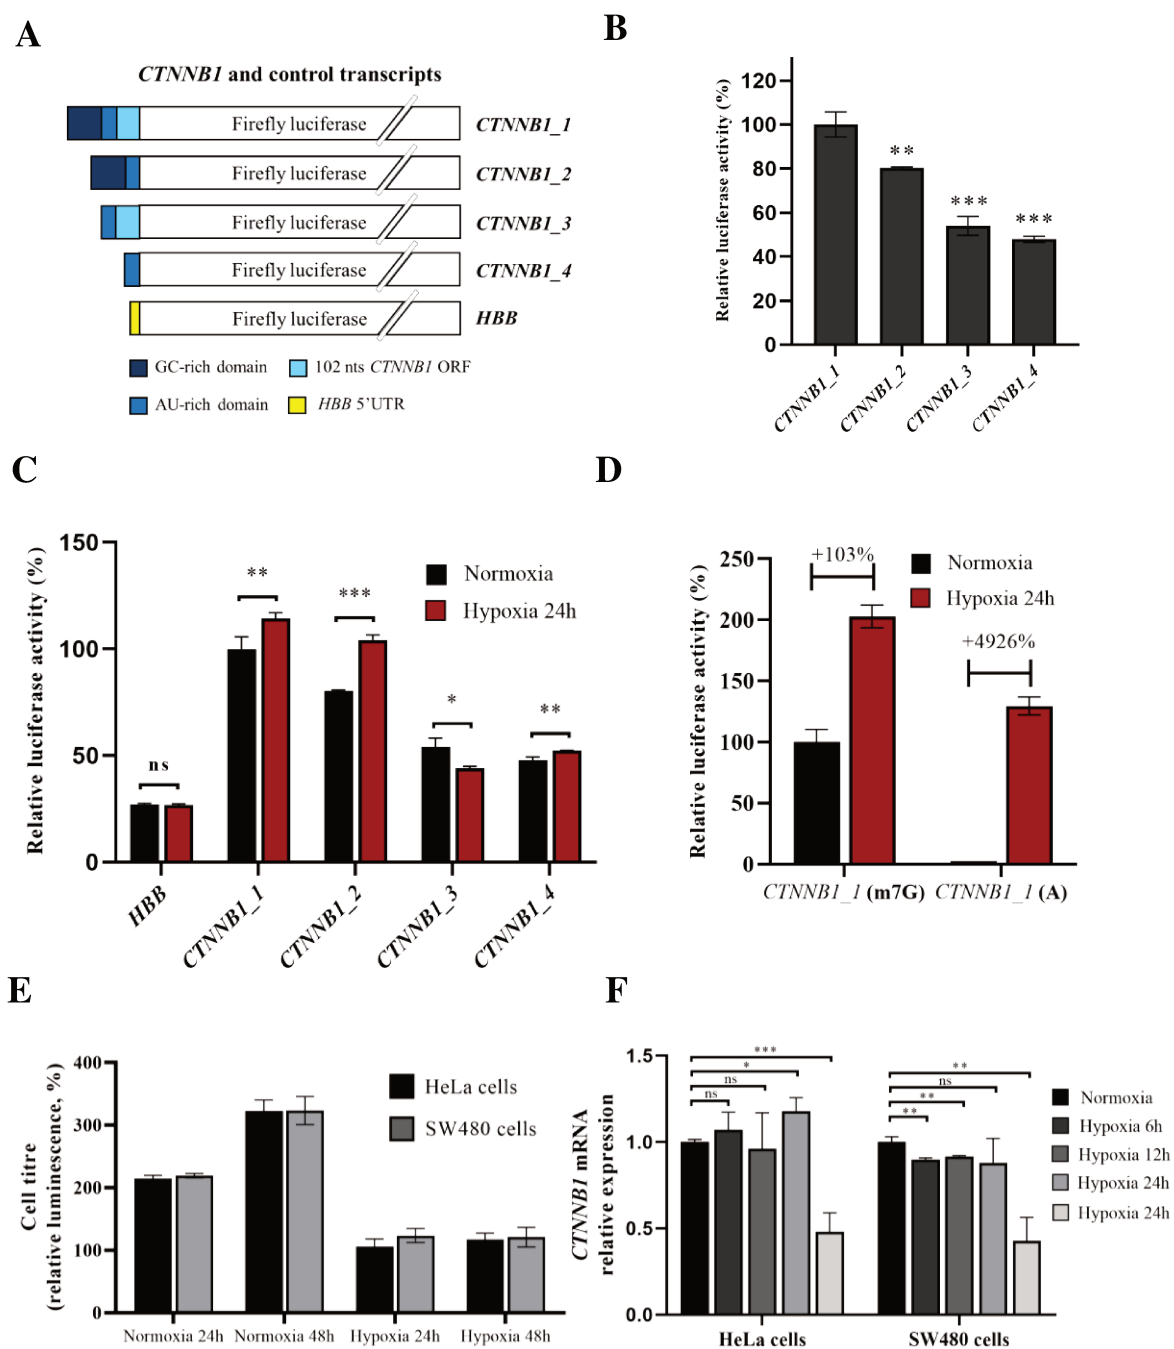 A
CTNNB1 and control transcripts
Firefly luciferase
CTNNB1_1
Firefly luciferase
CTNNB1_2
Firefly luciferase
CTNNB1_3
Firefly luciferase
CTNNB1_4
Firefly luciferase
HBB
GC-rich domain
102 nts CTNNB1 ORF
AU-rich domain
HBB 5'UTR
B
Relative luciferase activity (%)
120
100
80
60
40
20
0
**
***
***
CTNNB1_1
CTNNB1_2
CTNNB1_3
CTNNB1_4
C
Relative luciferase activity (%)
150
100
50
0
Normoxia
Hypoxia 24h
ns
**
***
*
**
HBB
CTNNB1_1
CTNNB1_2
CTNNB1_3
CTNNB1_4
D
Relative luciferase activity (%)
250
200
150
100
50
0
+103%
+4926%
Normoxia
Hypoxia 24h
CTNNB1_1 (m7G)
CTNNB1_1 (A)
E
Cell titre
(relative luminescence, %)
400
300
200
100
0
HeLa cells
SW480 cells
Normoxia 24h
Normoxia 48h
Hypoxia 24h
Hypoxia 48h
F
CTNNB1 mRNA
relative expression
1.5
1.0
0.5
0.0
***
*
ns
ns
**
ns
**
**
Normoxia
Hypoxia 6h
Hypoxia 12h
Hypoxia 24h
Hypoxia 24h
HeLa cells
SW480 cells